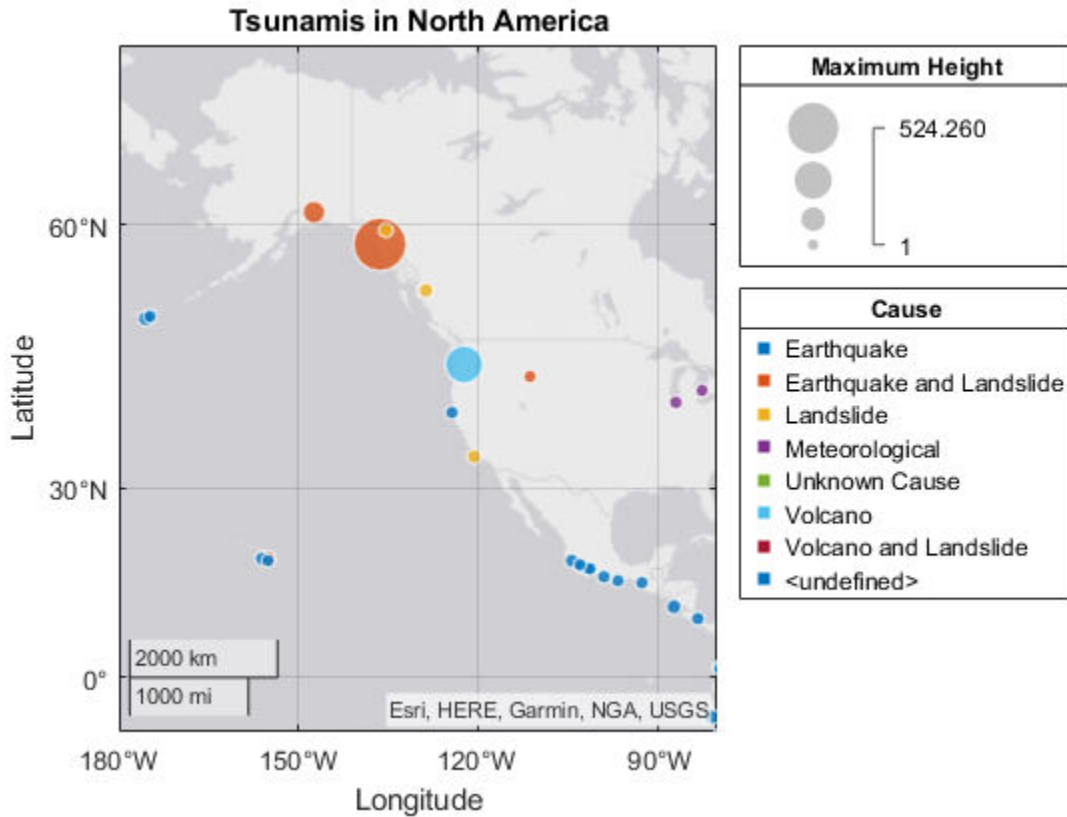 Tsunamis in North America
60°N
30°N
0°
Latitude
2000 km
1000 mi
Esri, HERE, Garmin, NGA, USGS
180°W
150°W
120°W
90°W
Longitude
Maximum Height
524.260
1
Cause
Earthquake
Earthquake and Landslide
Landslide
Meteorological
Unknown Cause
Volcano
Volcano and Landslide
<undefined>